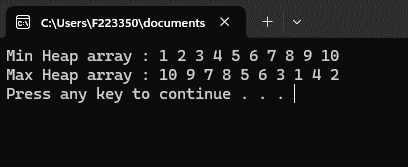 C:\Users\F223350\documents
Min Heap array : 1 2 3 4 5 6 7 8 9 10
Max Heap array : 10 9 7 8 5 6 3 1 4 2
Press any key to continue . . .